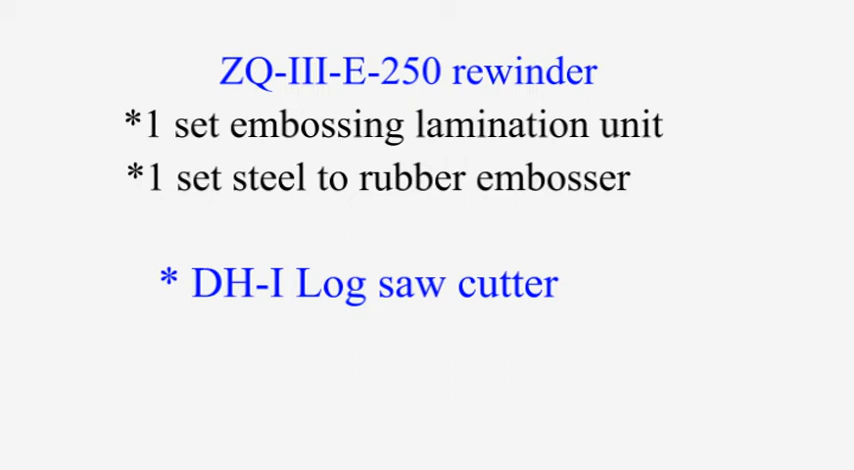 ZQ-III-E-250 rewinder
*1 set embossing lamination unit
*1 set steel to rubber embosser
* DH-I Log saw cutter